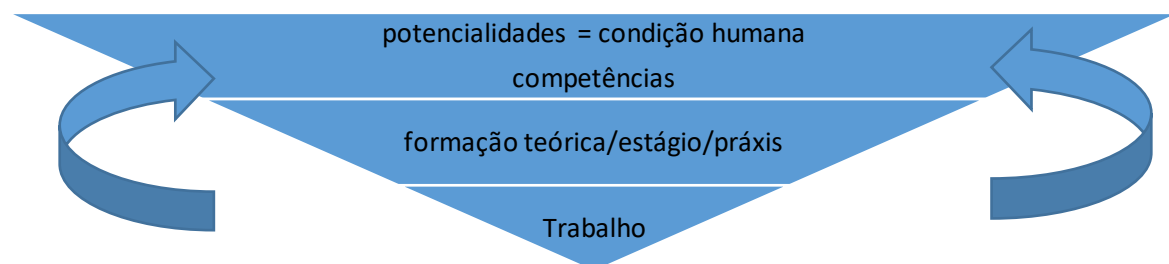 potencialidades = condição humana
competências
formação teórica/estágio/práxis
Trabalho